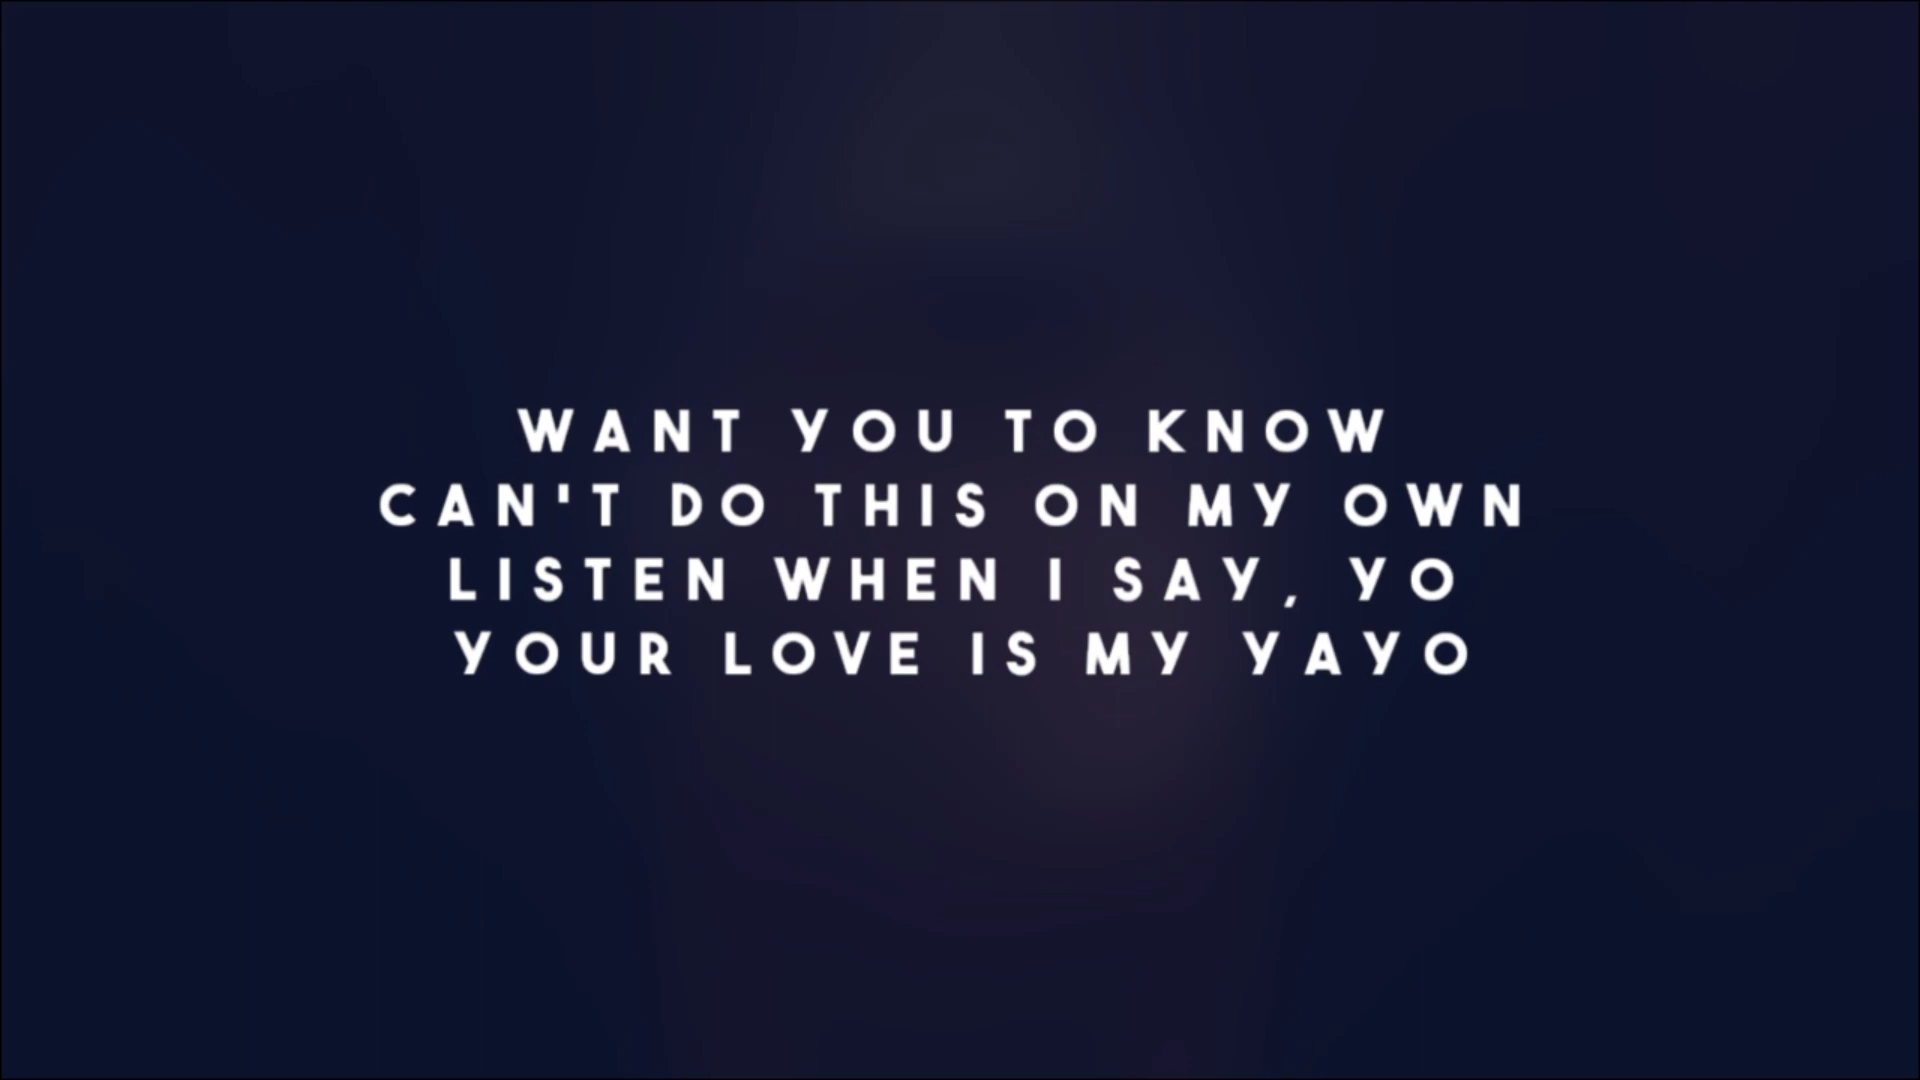 WANT YOU TO KNOW
CAN'T DO THIS ON MY OWN
LISTEN WHEN I SAY, YO
YOUR LOVE IS MY YAYO